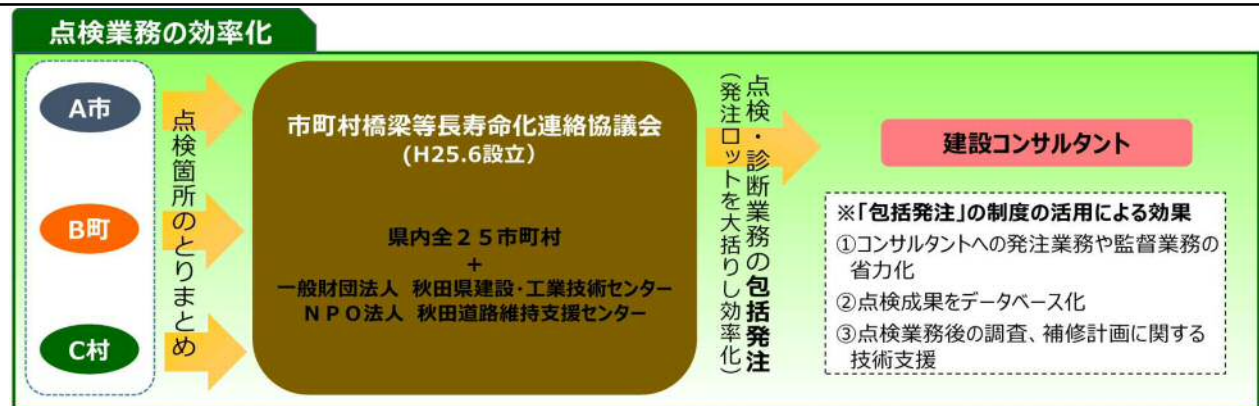 点検業務の効率化
A市
B町
C村
点検箇所のとりまとめ
市町村橋梁等長寿命化連絡協議会
(H25.6設立)
県内全25市町村
+
一般財団法人 秋田県建設・工業技術センター
NPO法人 秋田道路維持支援センター
点検・診断業務の包括発注
(発注ロットを大括りし効率化)
建設コンサルタント
※「包括発注」の制度の活用による効果
①コンサルタントへの発注業務や監督業務の
省力化
②点検成果をデータベース化
③点検業務後の調査、補修計画に関する
技術支援